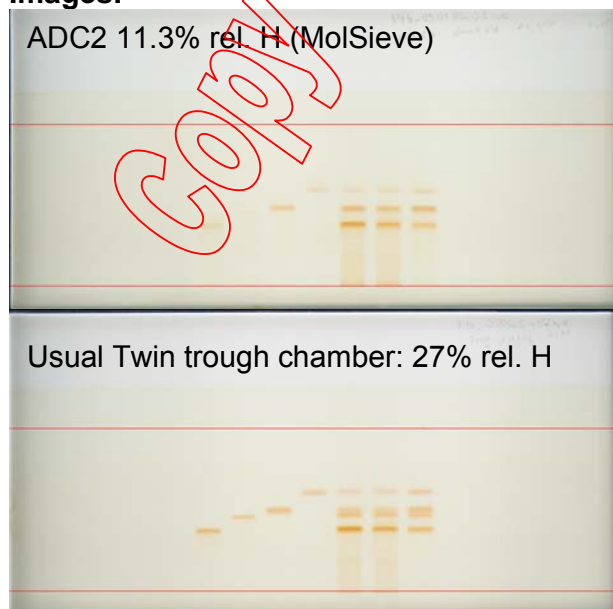 Images:
ADC2 11.3% rel. H (MolSieve)
Copy
Usual Twin trough chamber: 27% rel. H